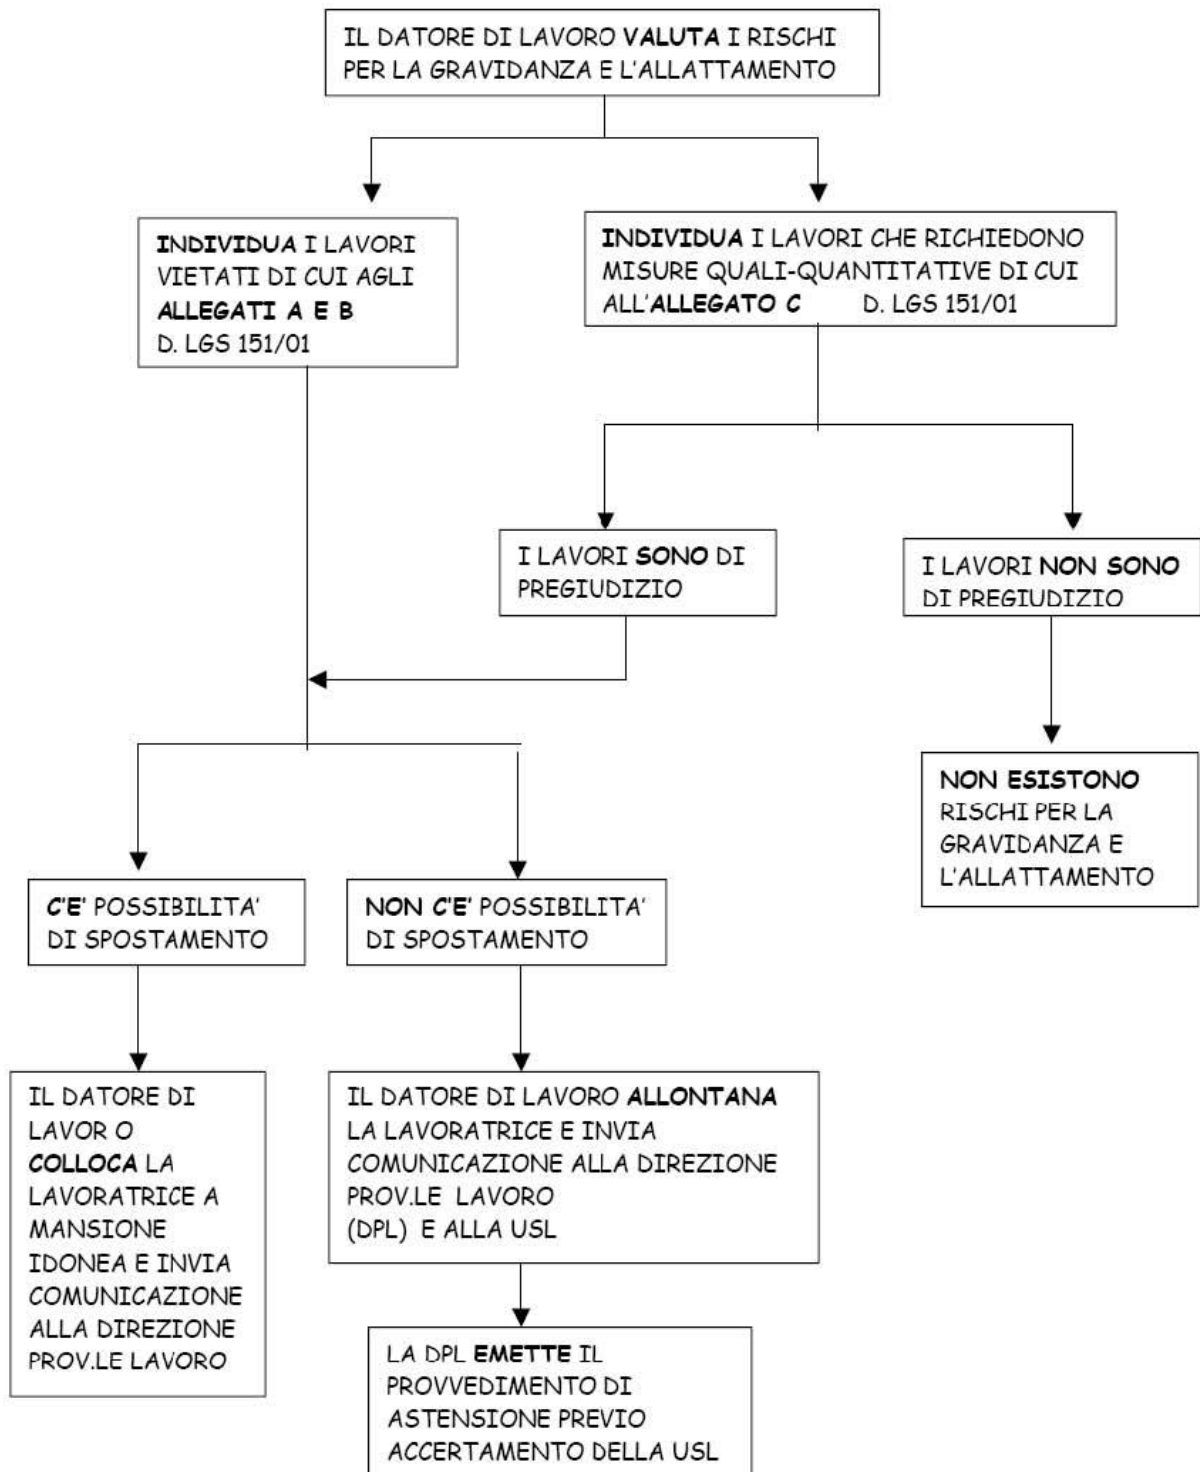 IL DATORE DI LAVORO VALUTA I RISCHI
PER LA GRAVIDANZA E L'ALLATTAMENTO
INDIVIDUA I LAVORI
VIETATI DI CUI AGLI
ALLEGATI A E B
D. LGS 151/01
INDIVIDUA I LAVORI CHE RICHIEDONO
MISURE QUALI-QUANTITATIVE DI CUI
ALL'ALLEGATO C D. LGS 151/01
I LAVORI SONO DI
PREGIUDIZIO
I LAVORI NON SONO
DI PREGIUDIZIO
NON ESISTONO
RISCHI PER LA
GRAVIDANZA E
L'ALLATTAMENTO
C'E' POSSIBILITA'
DI SPOSTAMENTO
NON C'E' POSSIBILITA'
DI SPOSTAMENTO
IL DATORE DI
LAVOR O
COLLOCA LA
LAVORATRICE A
MANSIONE
IDONEA E INVIA
COMUNICAZIONE
ALLA DIREZIONE
PROV.LE LAVORO
IL DATORE DI LAVORO ALLONTANA
LA LAVORATRICE E INVIA
COMUNICAZIONE ALLA DIREZIONE
PROV.LE LAVORO
(DPL) E ALLA USL
LA DPL EMETTE IL
PROVVEDIMENTO DI
ASTENSIONE PREVIO
ACCERTAMENTO DELLA USL